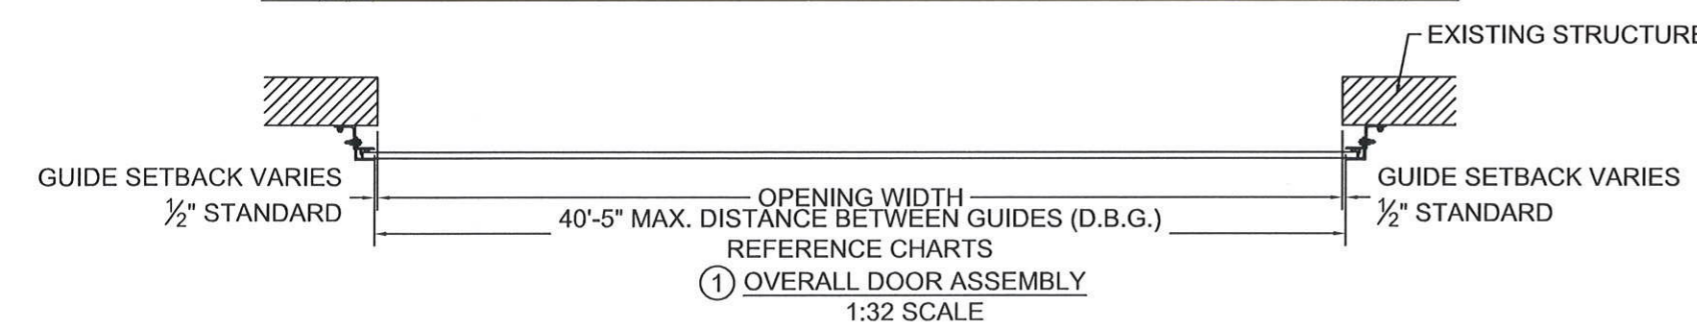 EXISTING STRUCTURE
GUIDE SETBACK VARIES
½" STANDARD
OPENING WIDTH
40'-5" MAX. DISTANCE BETWEEN GUIDES (D.B.G.)
REFERENCE CHARTS
GUIDE SETBACK VARIES
½" STANDARD
1 OVERALL DOOR ASSEMBLY
1:32 SCALE